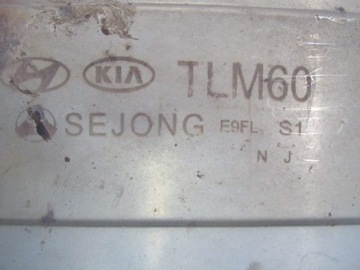 KIA TLM60
SEJONG E9FL S1
N J